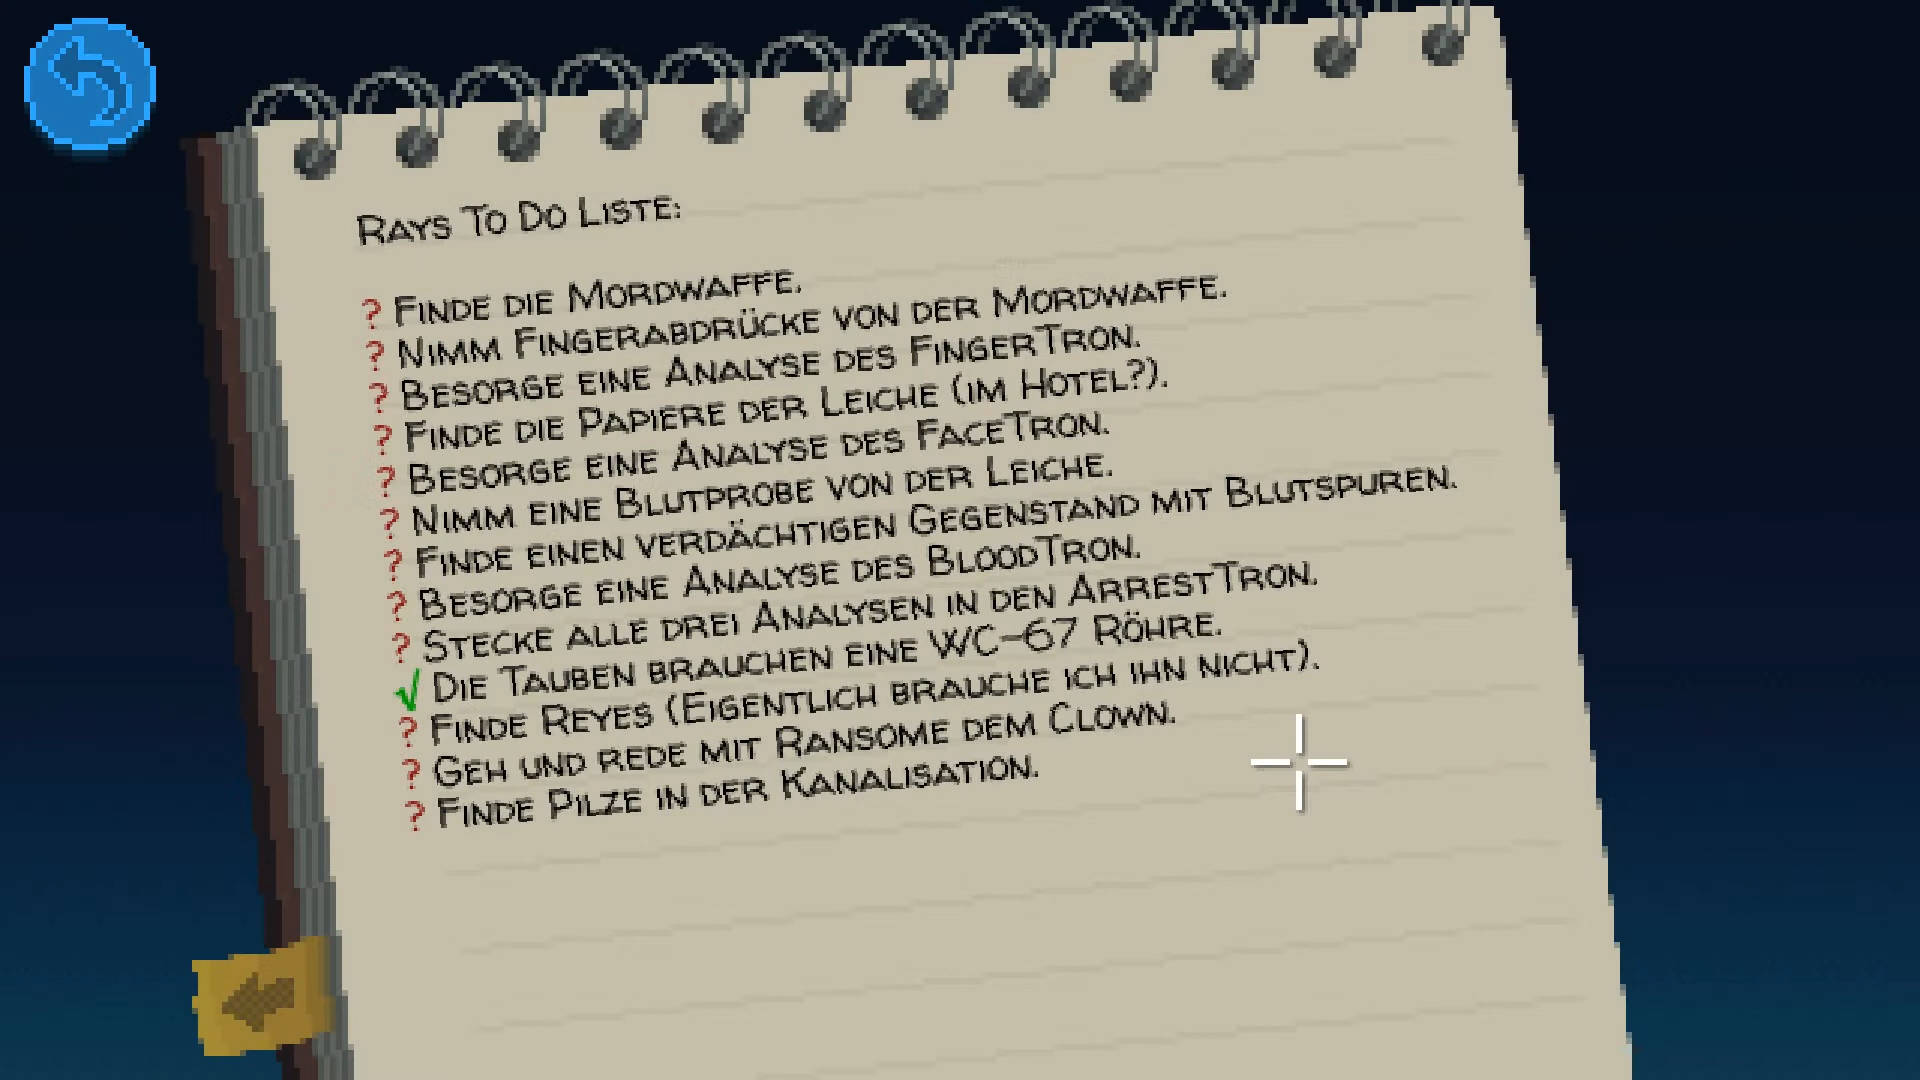 Rays To Do Liste:
? Finde die Mordwaffe.
? Nimm Fingerabdrücke von der Mordwaffe.
? Besorge eine Analyse des FingerTron.
? Finde die Papiere der Leiche (im Hotel?).
? Besorge eine Analyse des FaceTron.
? Nimm eine Blutprobe von der Leiche.
? Finde einen verdächtigen Gegenstand mit Blutspuren.
? Besorge eine Analyse des BloodTron.
? Stecke alle drei Analysen in den ArrestTron.
√ Die Tauben brauchen eine WC-67 Röhre.
? Finde Reyes (Eigentlich brauche ich ihn nicht).
? Geh und rede mit Ransome dem Clown.
? Finde Pilze in der Kanalisation.